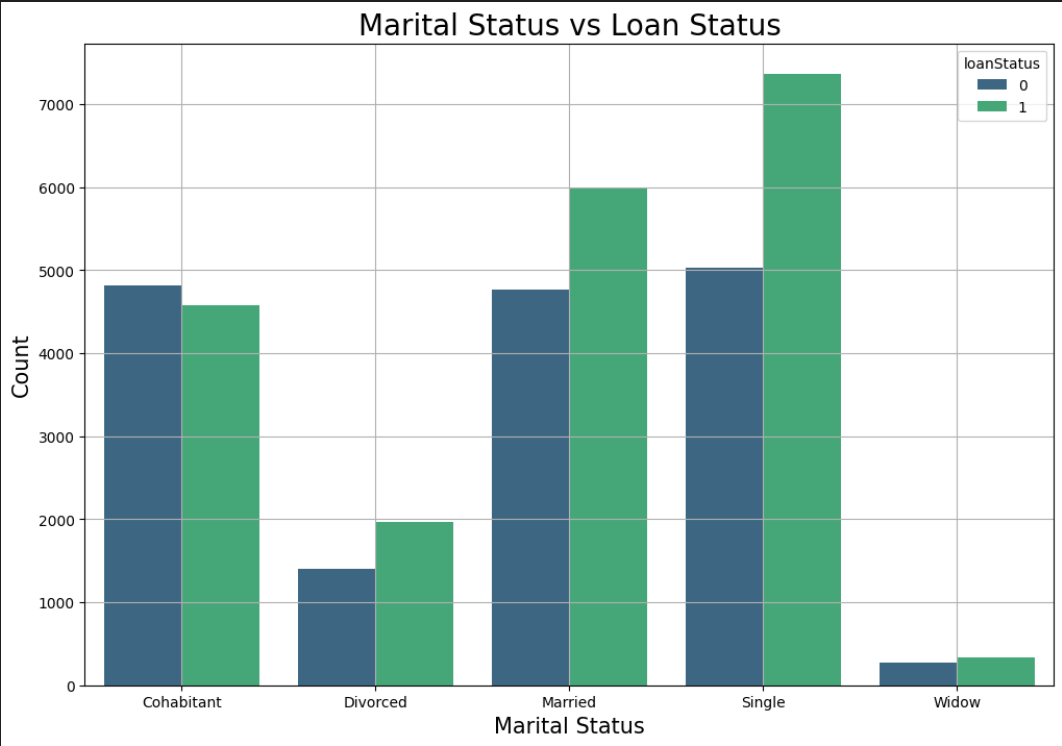 Marital Status vs Loan Status
loanStatus
0
1
7000
6000
5000
4000
3000
2000
1000
0
Count
Cohabitant Divorced Married Single Widow
Marital Status